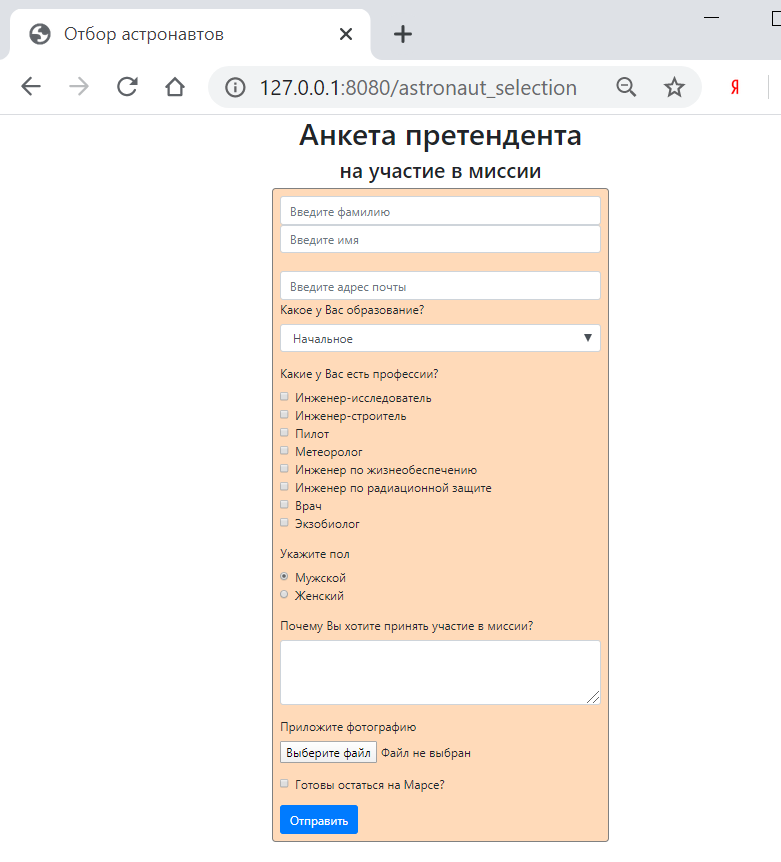 Отбор астронавтов
127.0.0.1:8080/astronaut_selection
Я
Анкета претендента
на участие в миссии
Введите фамилию
Введите имя
Введите адрес почты
Какое у Вас образование?
Начальное
Какие у Вас есть профессии?
Инженер-исследователь
Инженер-строитель
Пилот
Метеоролог
Инженер по жизнеобеспечению
Инженер по радиационной защите
Врач
Экзобиолог
Укажите пол
Мужской
Женский
Почему Вы хотите принять участие в миссии?
Приложите фотографию
Выберите файл Файл не выбран
Готовы остаться на Марсе?
Отправить